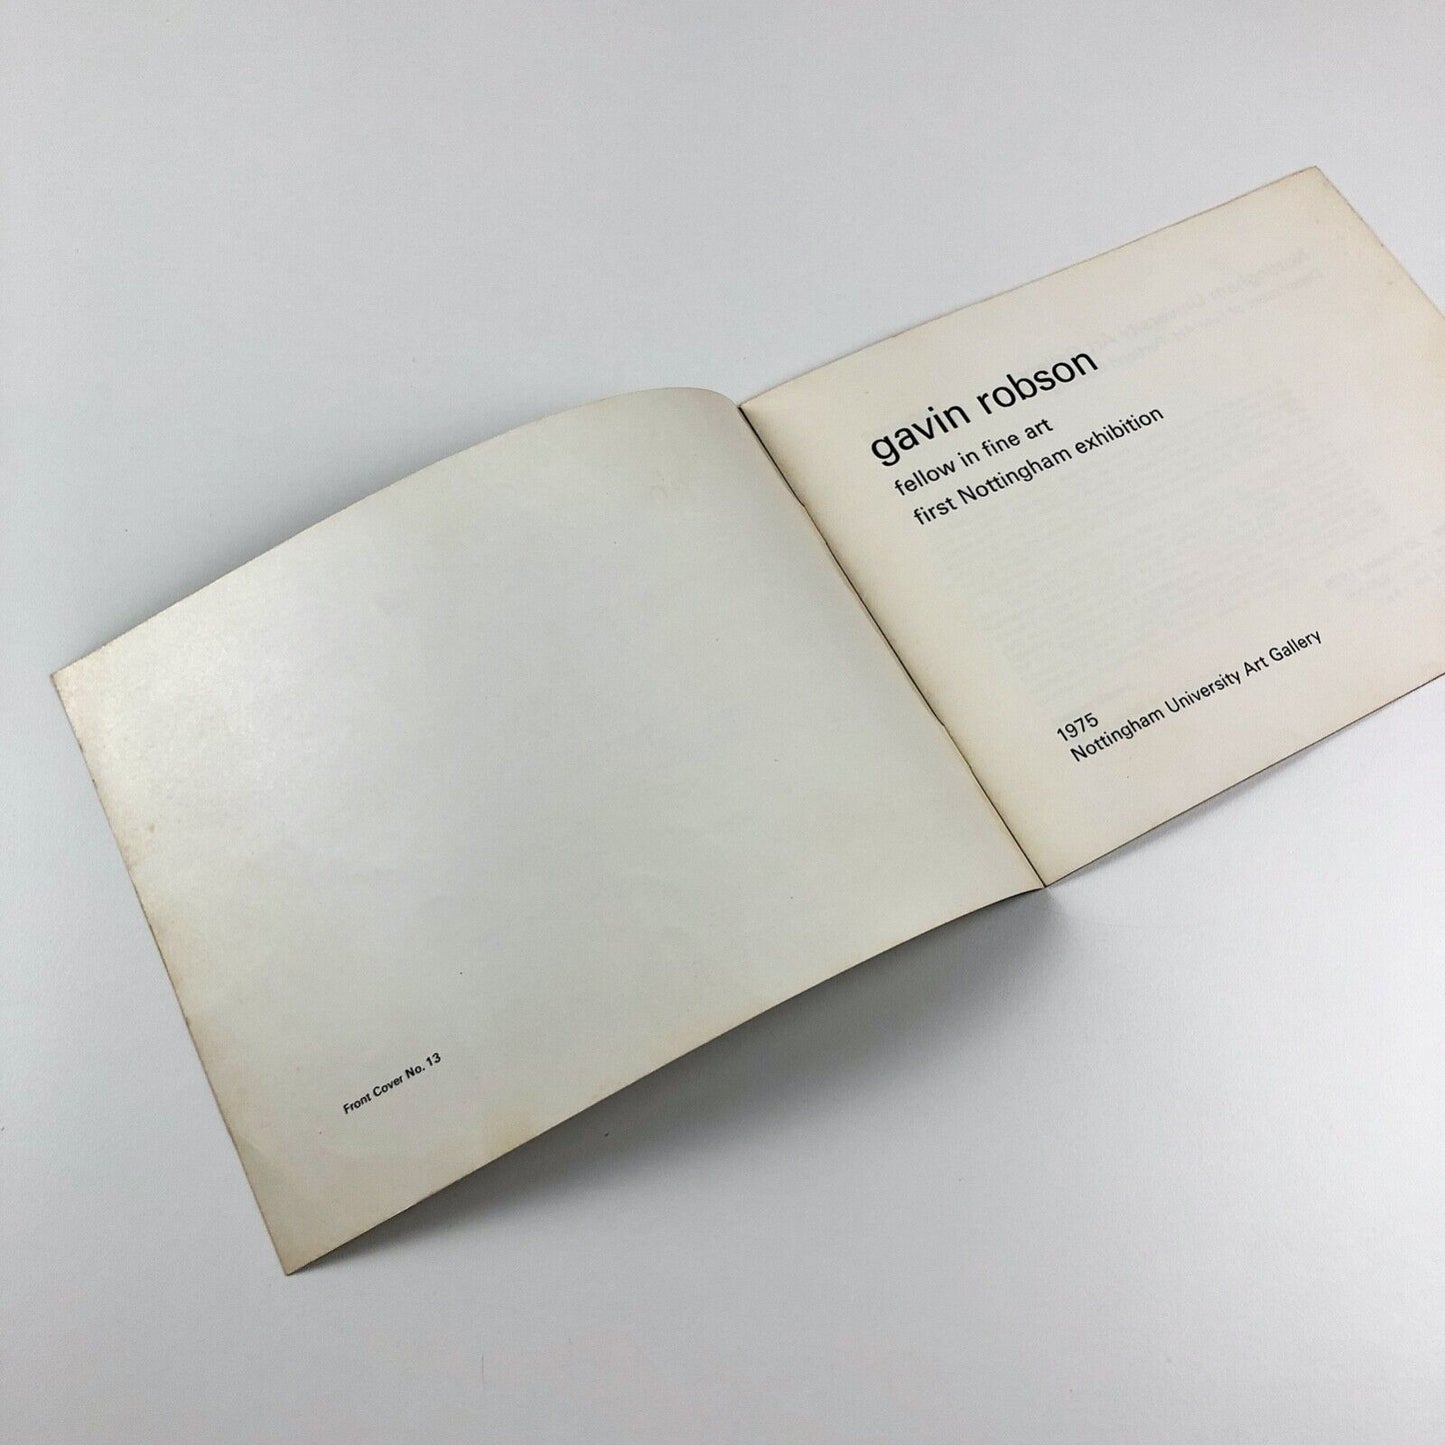 Front Cover No. 13
gavin robson
fellow in fine art
first Nottingham exhibition
1975
Nottingham University Art Gallery